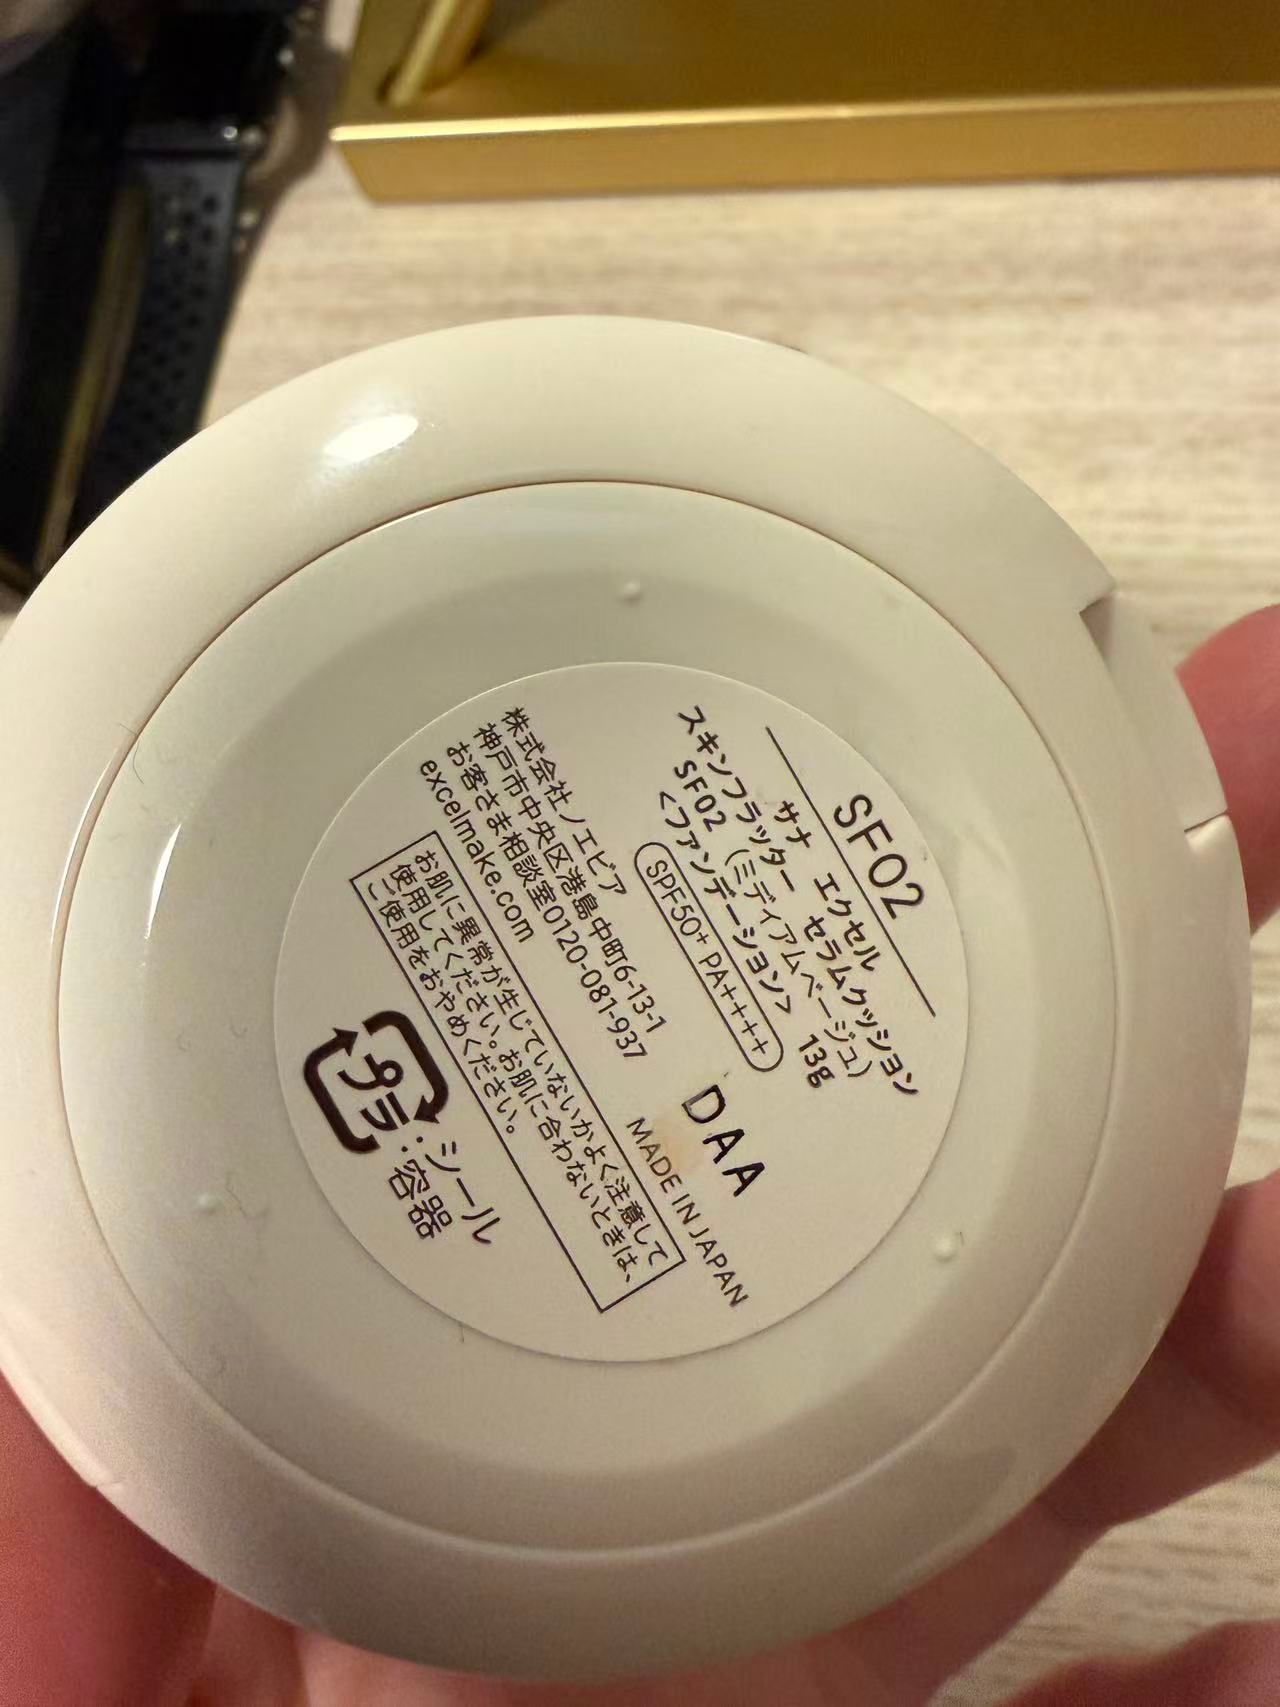 SF02
サナ エクセル
スキンフラッター セラムクッション
SF02 (ミディアムベージュ)
<ファンデーション> 13g
SPF50+ PA++++
DAA
MADE IN JAPAN
株式会社ノエビア
神戸市中央区港島中町6-13-1
お客さま相談室0120-081-937
excelmake.com
お肌に異常が生じていないかよく注意して
使用してください。お肌に合わないときは、
ご使用をおやめください。
プラ
:シール
:容器